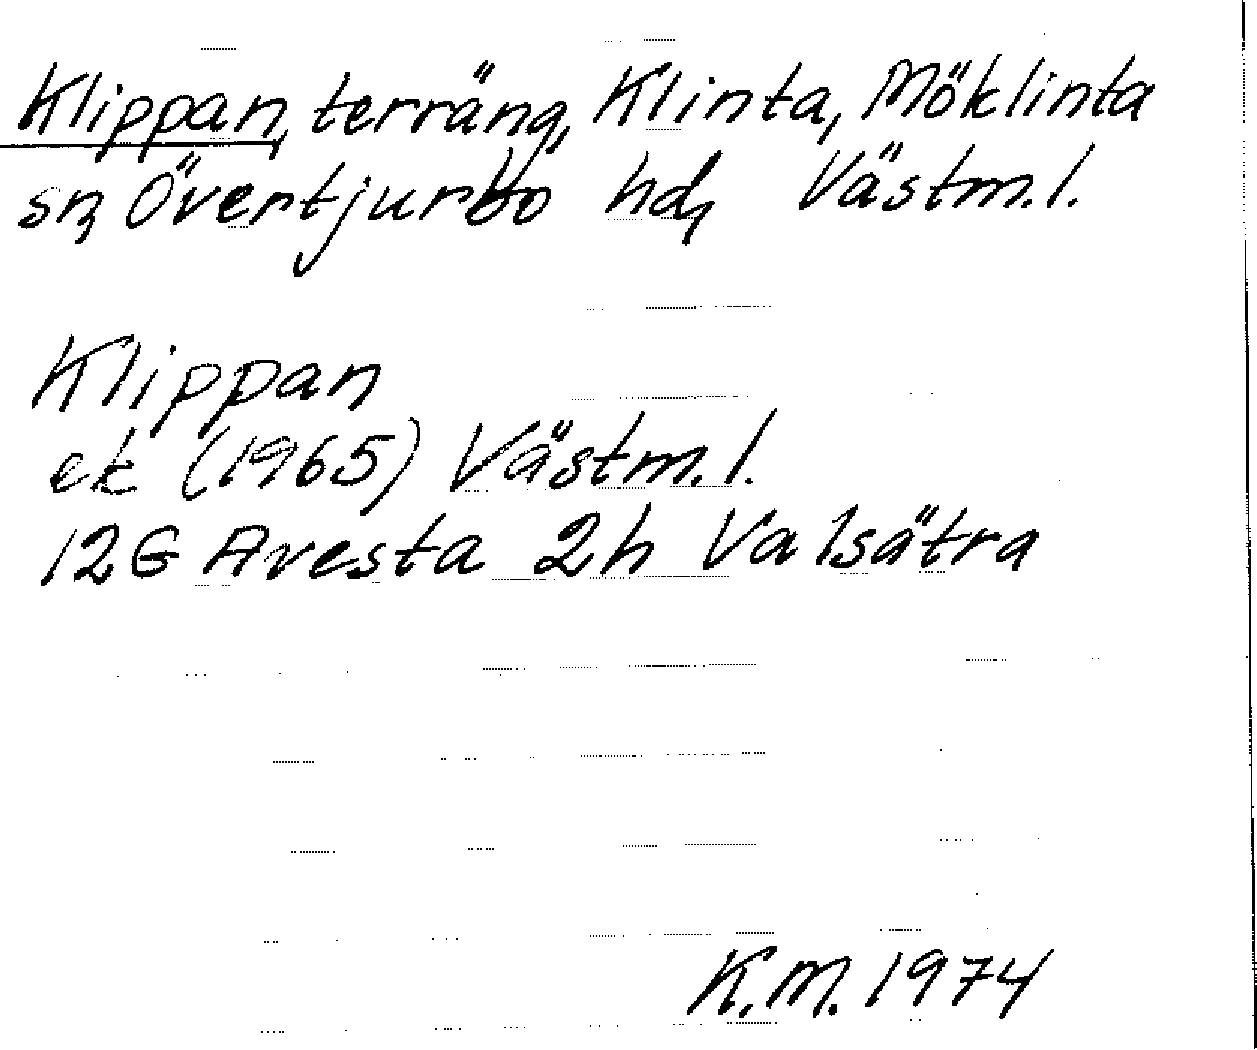 Klippan, terräng, Klinta, Möklinta
sn, Övertjurbo hd, Västm.l.
Klippan
ek (1965) Västm.l.
12G Avesta 2h Valsätra
K.M. 1974